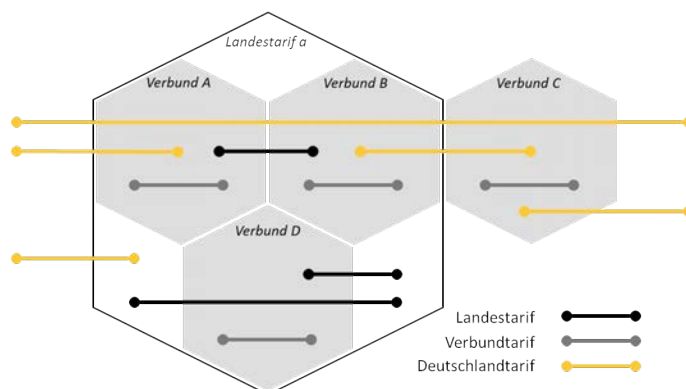 Landestarif a
Verbund A
Verbund B
Verbund C
Verbund D
Landestarif
Verbundtarif
Deutschlandtarif